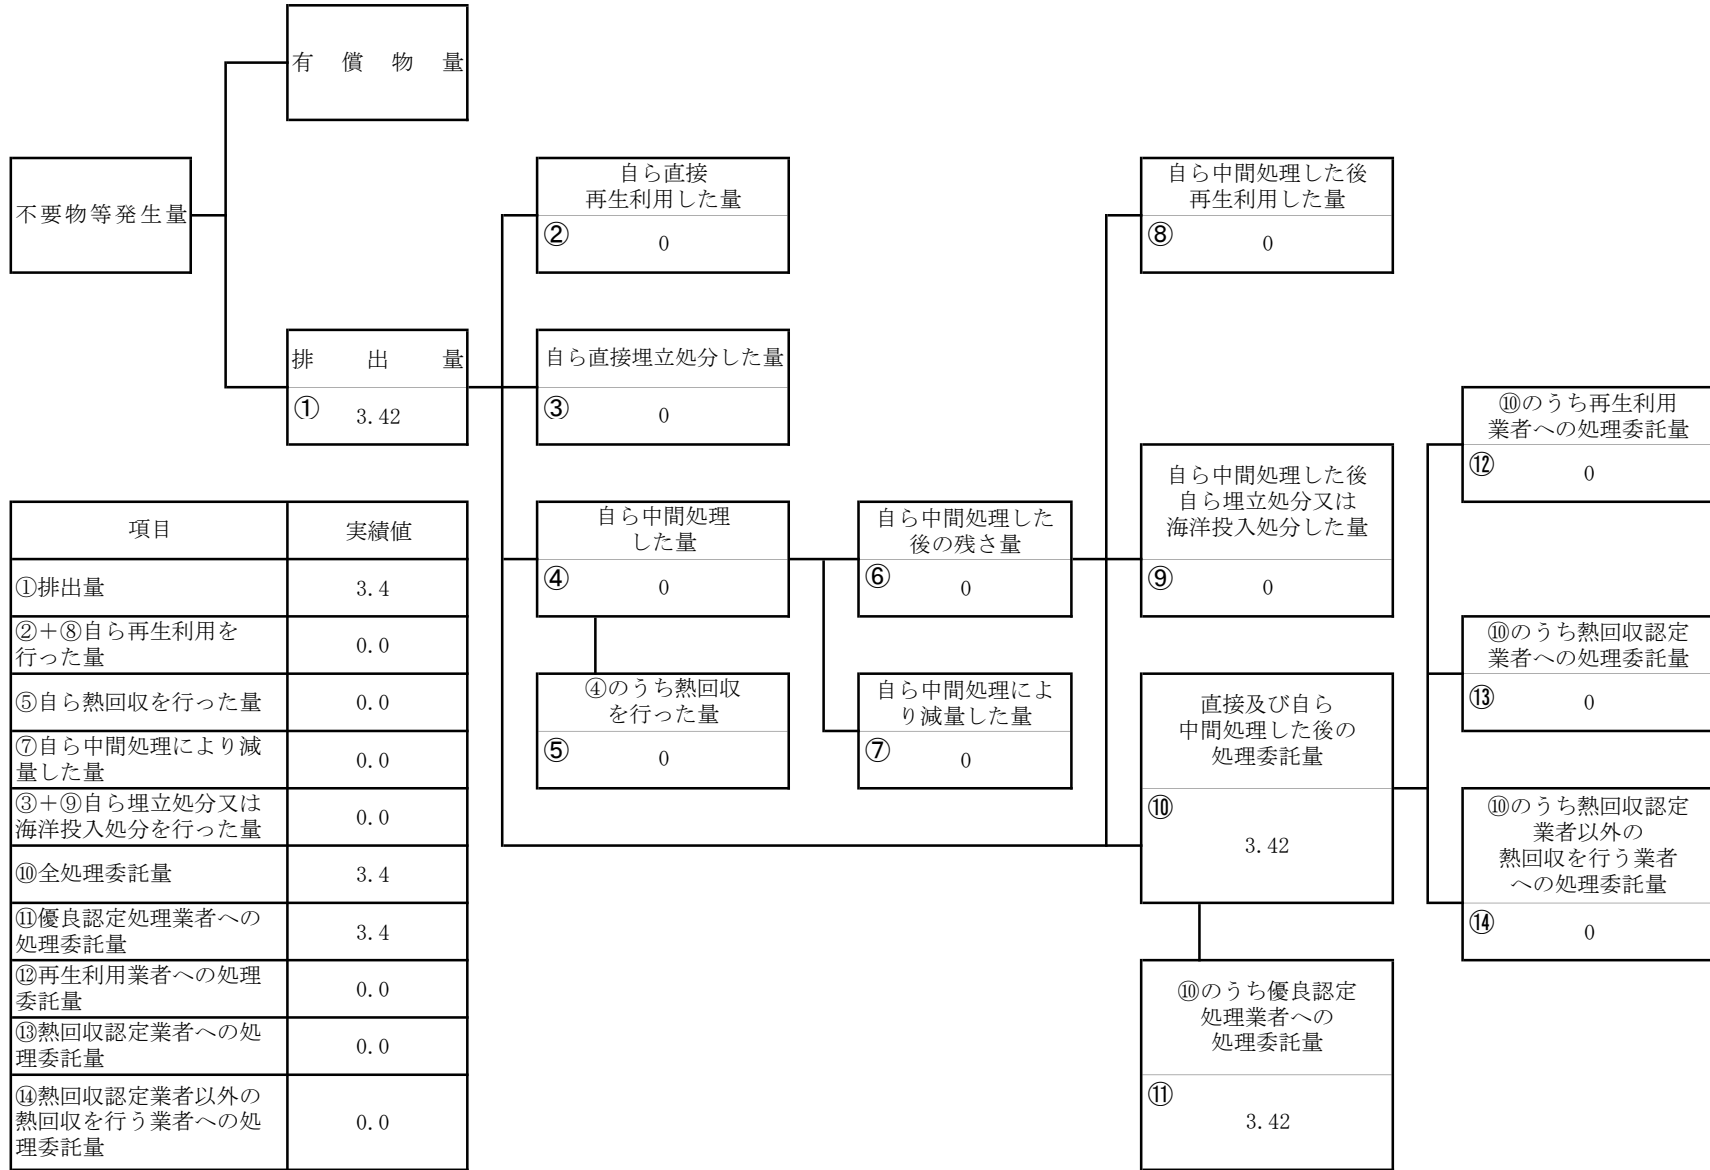 有償物量
不要物等発生量
排出量
① 3.42
自ら直接
再生利用した量
② 0
自ら直接埋立処分した量
③ 0
自ら中間処理
した量
④ 0
④のうち熱回収
を行った量
⑤ 0
自ら中間処理した
後の残さ量
⑥ 0
自ら中間処理によ
り減量した量
⑦ 0
自ら中間処理した後
再生利用した量
⑧ 0
自ら中間処理した後
自ら埋立処分又は
海洋投入処分した量
⑨ 0
直接及び自ら
中間処理した後の
処理委託量
⑩
3.42
⑩のうち優良認定
処理業者への
処理委託量
⑪
3.42
⑩のうち再生利用
業者への処理委託量
⑫ 0
⑩のうち熱回収認定
業者への処理委託量
⑬ 0
⑩のうち熱回収認定
業者以外の
熱回収を行う業者
への処理委託量
⑭ 0
項目 実績値
①排出量 3.4
②＋⑧自ら再生利用を
行った量 0.0
⑤自ら熱回収を行った量 0.0
⑦自ら中間処理により減
量した量 0.0
③＋⑨自ら埋立処分又は
海洋投入処分を行った量 0.0
⑩全処理委託量 3.4
⑪優良認定処理業者への
処理委託量 3.4
⑫再生利用業者への処理
委託量 0.0
⑬熱回収認定業者への処
理委託量 0.0
⑭熱回収認定業者以外の
熱回収を行う業者への処
理委託量 0.0